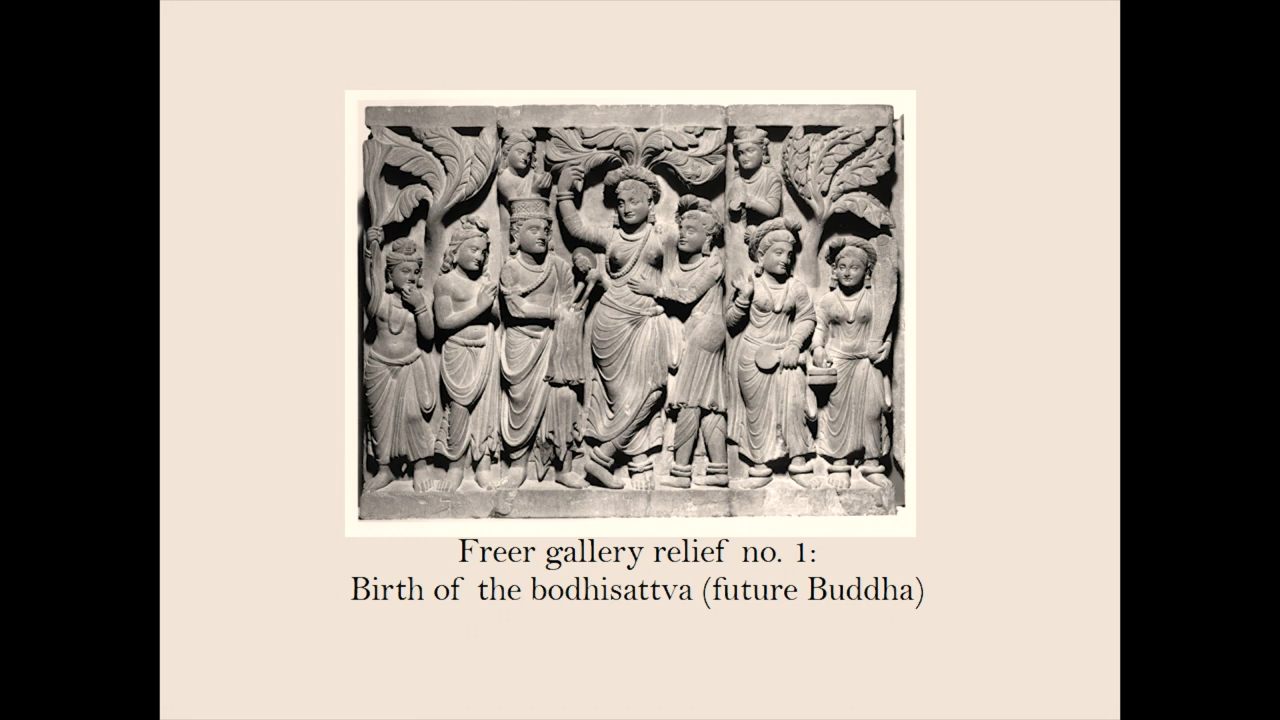 Freer gallery relief no. 1:
Birth of the bodhisattva (future Buddha)